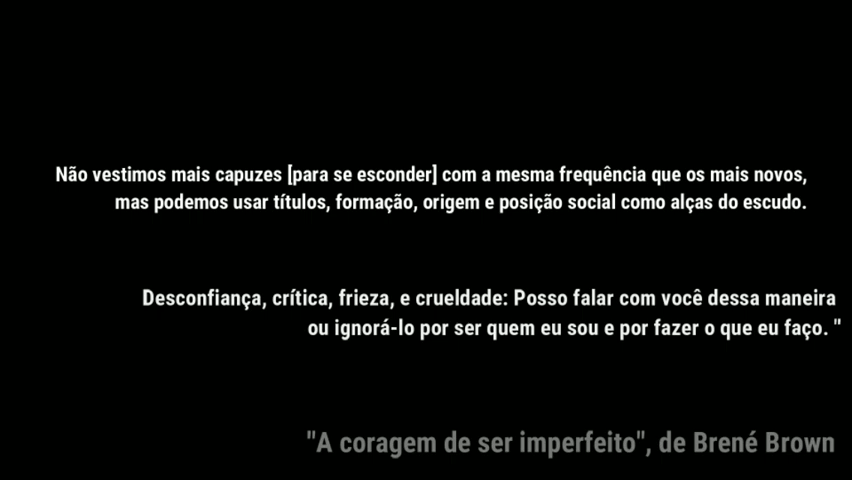 Não vestimos mais capuzes [para se esconder] com a mesma frequência que os mais novos,
mas podemos usar títulos, formação, origem e posição social como alças do escudo.
Desconfiança, crítica, frieza, e crueldade: Posso falar com você dessa maneira
ou ignorá-lo por ser quem eu sou e por fazer o que eu faço. "
"A coragem de ser imperfeito", de Brené Brown